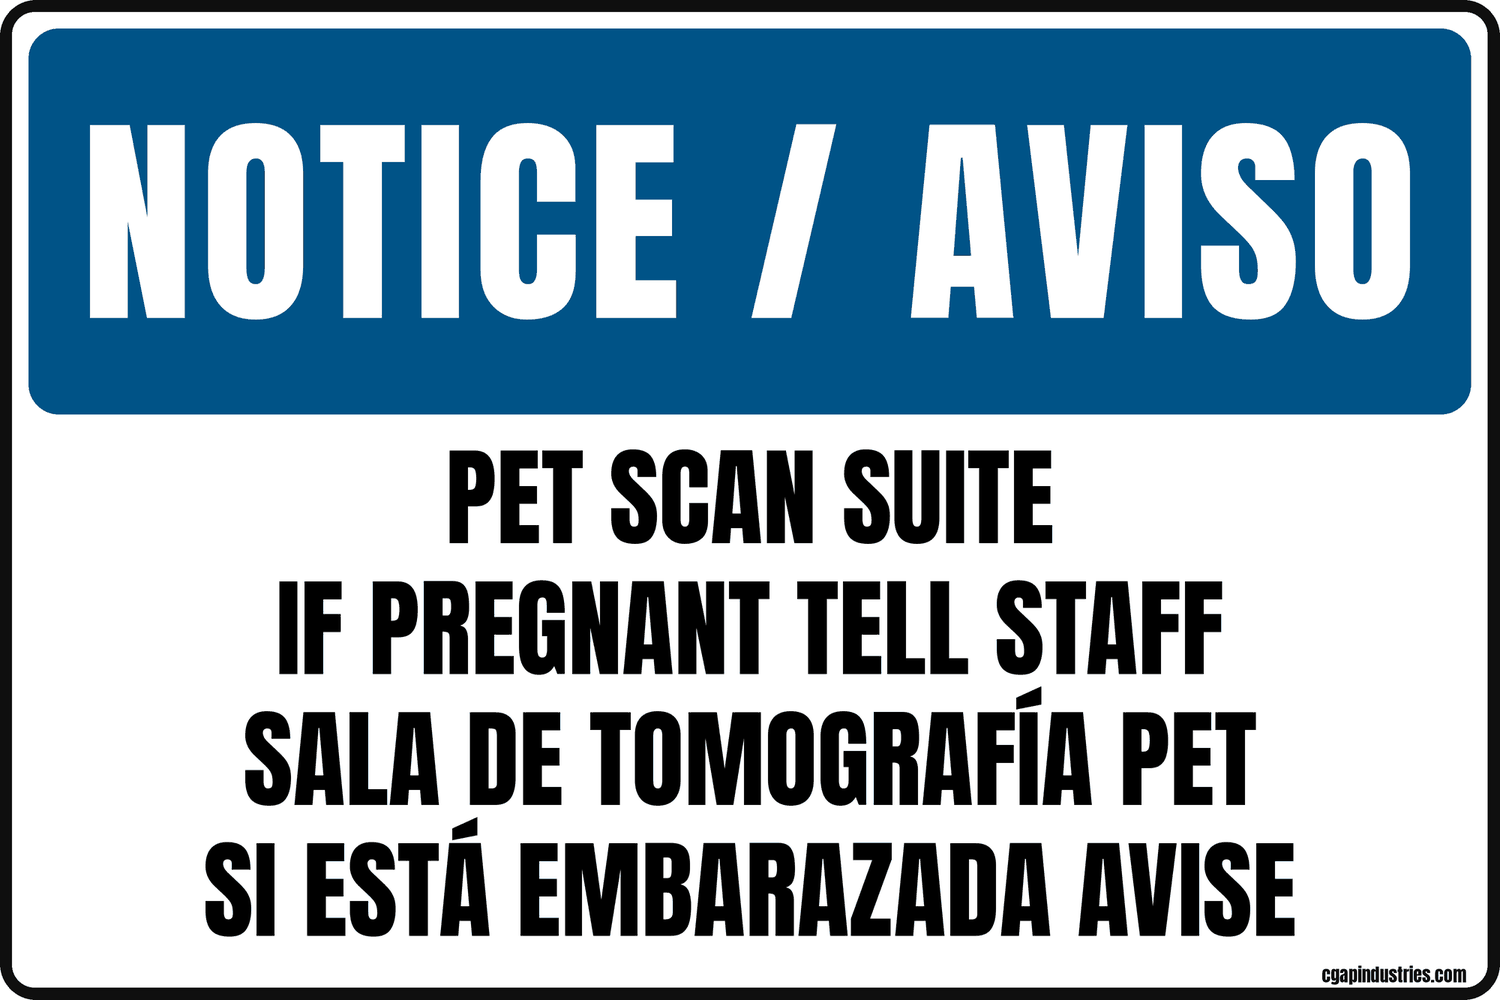 NOTICE / AVISO
PET SCAN SUITE
IF PREGNANT TELL STAFF
SALA DE TOMOGRAFÍA PET
SI ESTÁ EMBARAZADA AVISE
cgapindustries.com